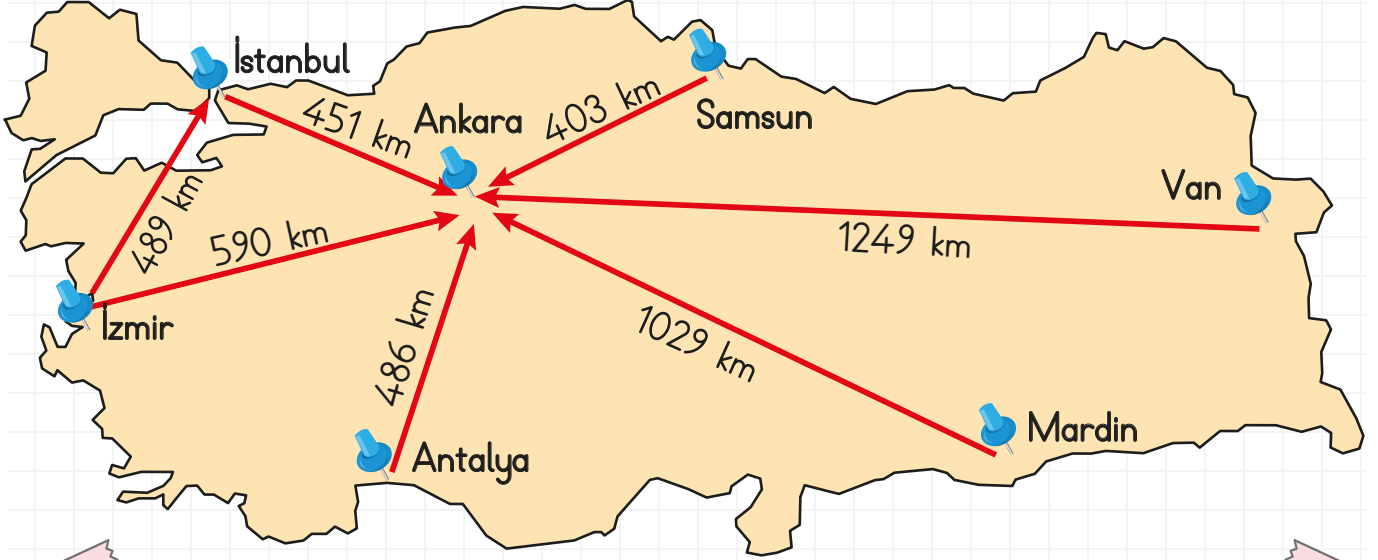 İstanbul
451 km
Ankara
403 km
Samsun
Van
489 km
590 km
1249 km
İzmir
486 km
1029 km
Antalya
Mardin